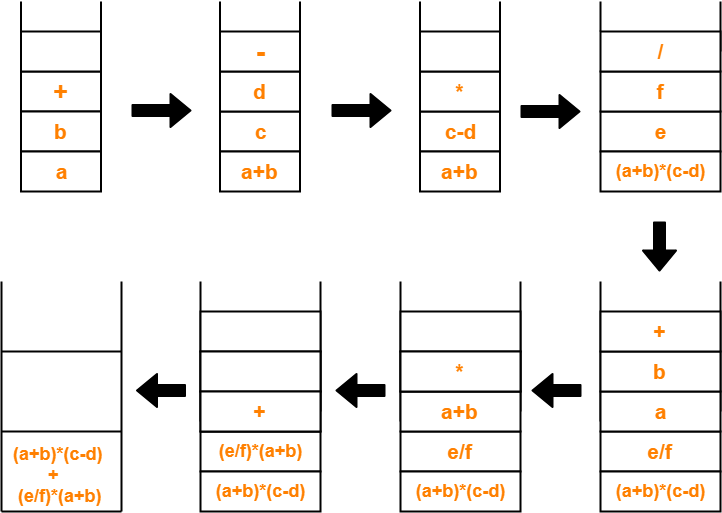 +
b
a
-
d
c
a+b
*
c-d
a+b
/
f
e
(a+b)*(c-d)
+
b
a
e/f
(a+b)*(c-d)
*
a+b
e/f
(a+b)*(c-d)
+
(e/f)*(a+b)
(a+b)*(c-d)
(a+b)*(c-d)
+
(e/f)*(a+b)